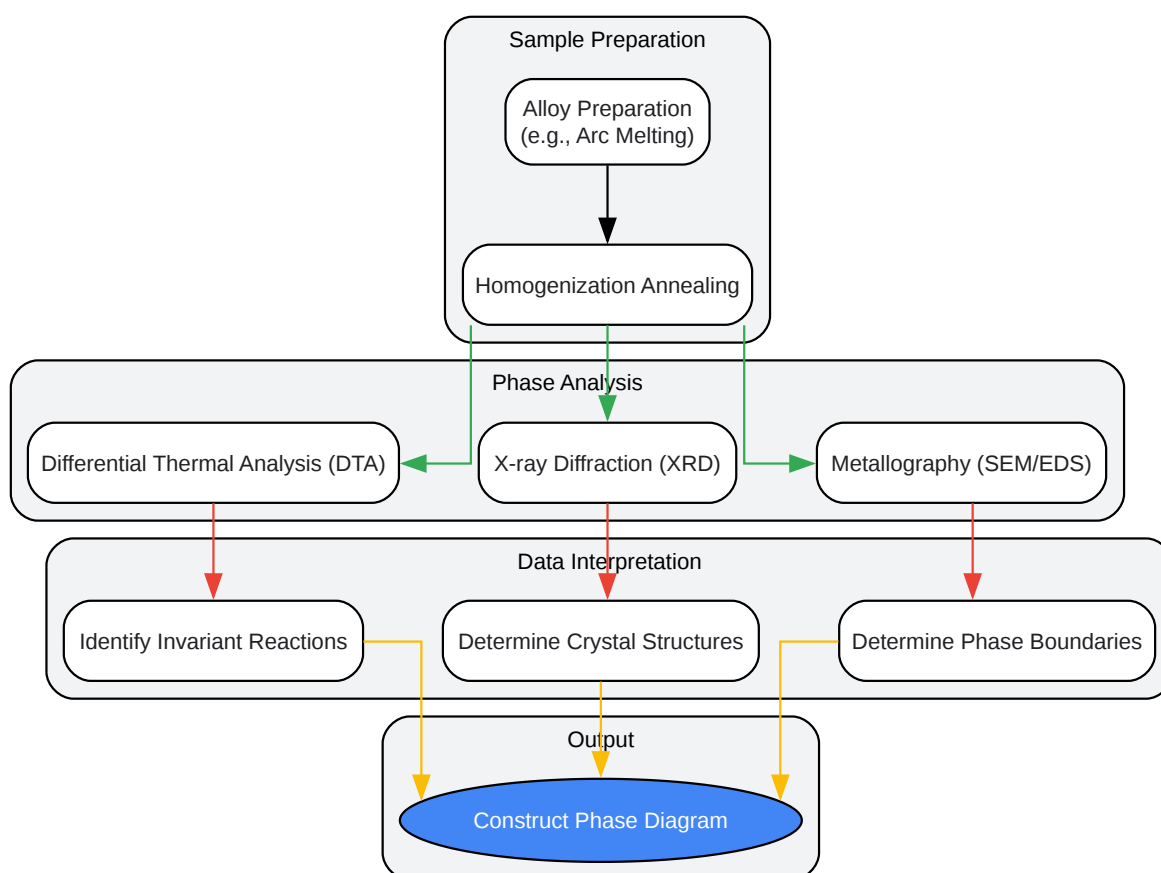 Sample Preparation
Alloy Preparation
(e.g., Arc Melting)
Homogenization Annealing
Phase Analysis
Differential Thermal Analysis (DTA)
X-ray Diffraction (XRD)
Metallography (SEM/EDS)
Data Interpretation
Identify Invariant Reactions
Determine Crystal Structures
Determine Phase Boundaries
Output
Construct Phase Diagram